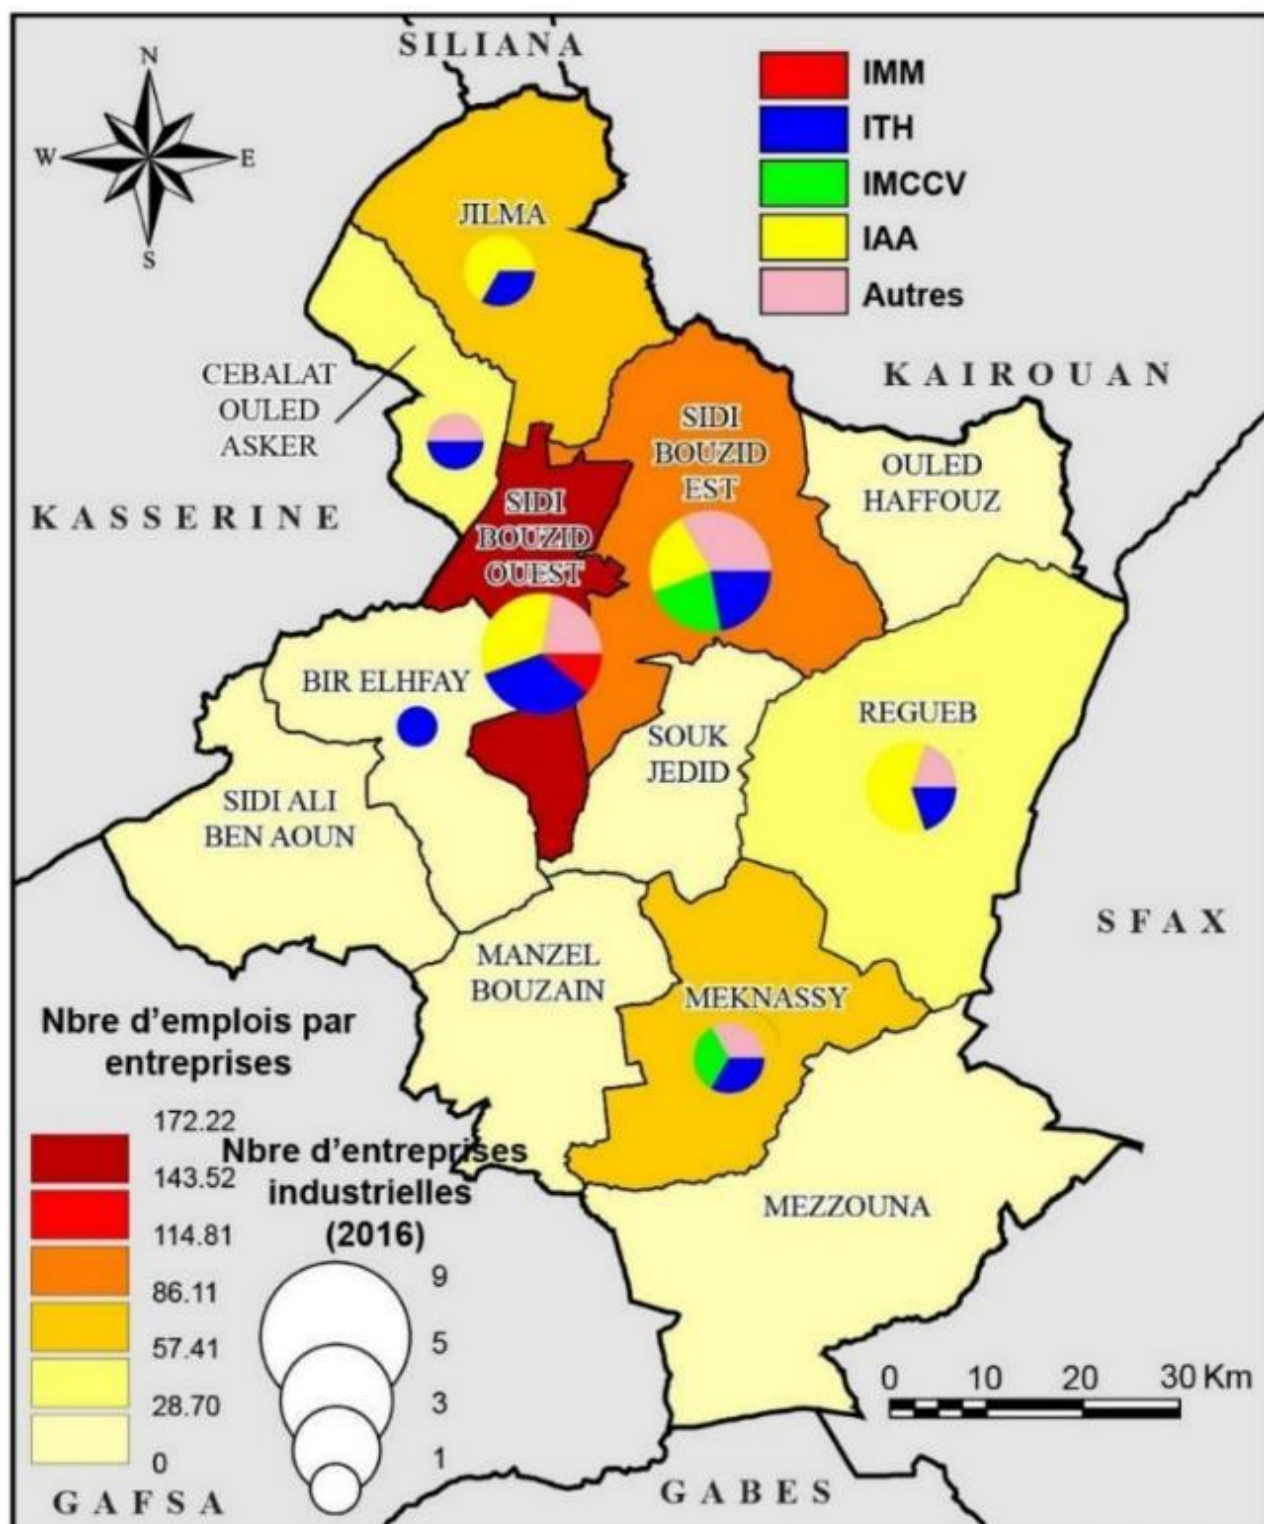 SILIANA
N
W
E
S
IMM
ITH
IMCCV
IAA
Autres
JILMA
CEBALAT
OULED
ASKER
KAIROUAN
SIDI
BOUZID
EST
OULED
HAFFOUZ
KASSERINE
SIDI
BOUZID
OUEST
BIR ELHFAY
REGUEB
SOUK
JEDID
SIDI ALI
BEN AOUN
SFAX
MANZEL
BOUZAIN
MEKNASSY
MEZZOUNA
Nbre d'emplois par
entreprises
172.22
143.52
114.81
86.11
57.41
28.70
0
Nbre d'entreprises
industrielles
(2016)
9
5
3
1
0 10 20 30 Km
GAFSA
GABES